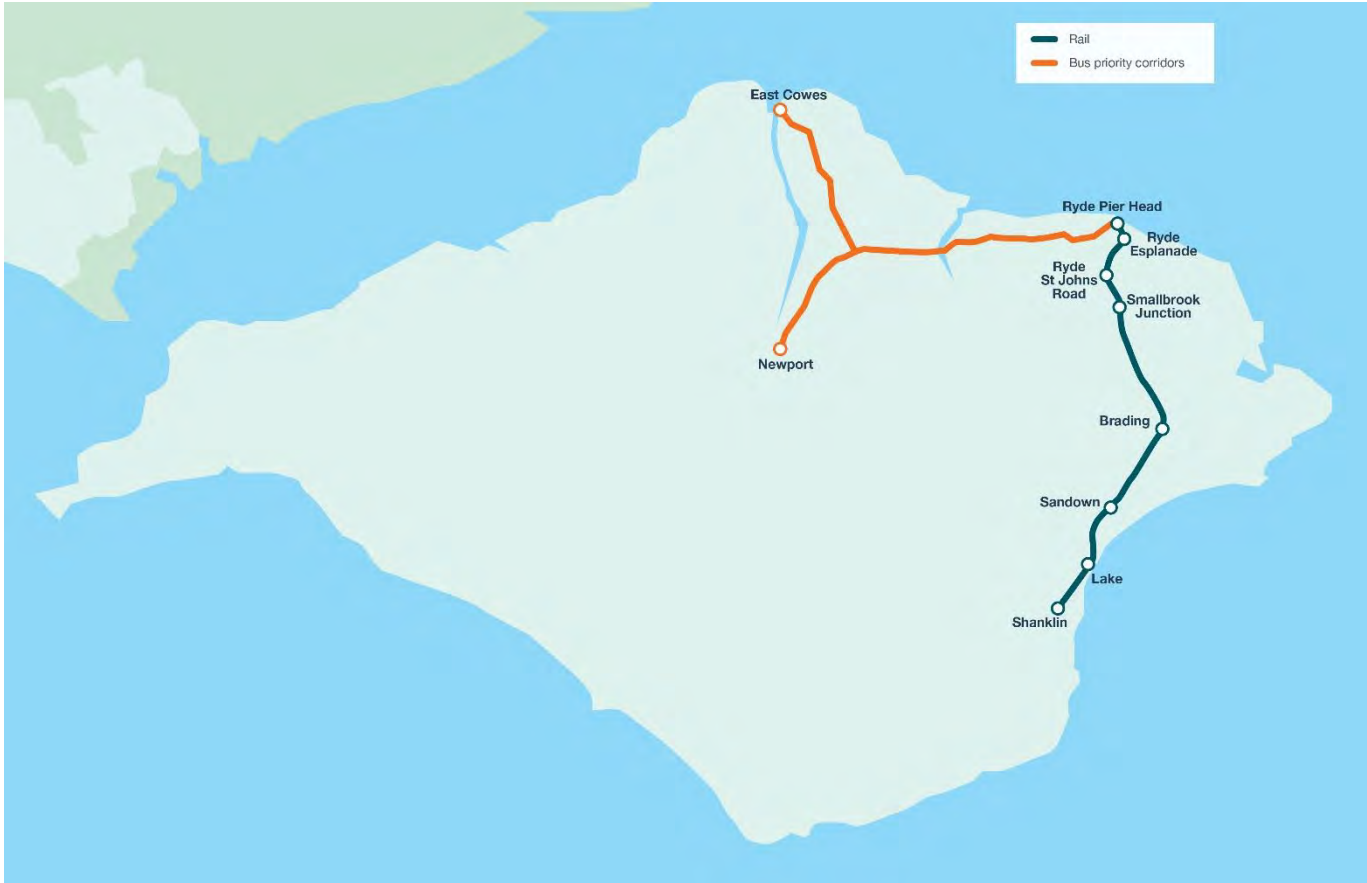 Rail
Bus priority corridors
East Cowes
Ryde Pier Head
Ryde
Esplanade
Ryde
St Johns
Road
Smallbrook
Junction
Newport
Brading
Sandown
Lake
Shanklin